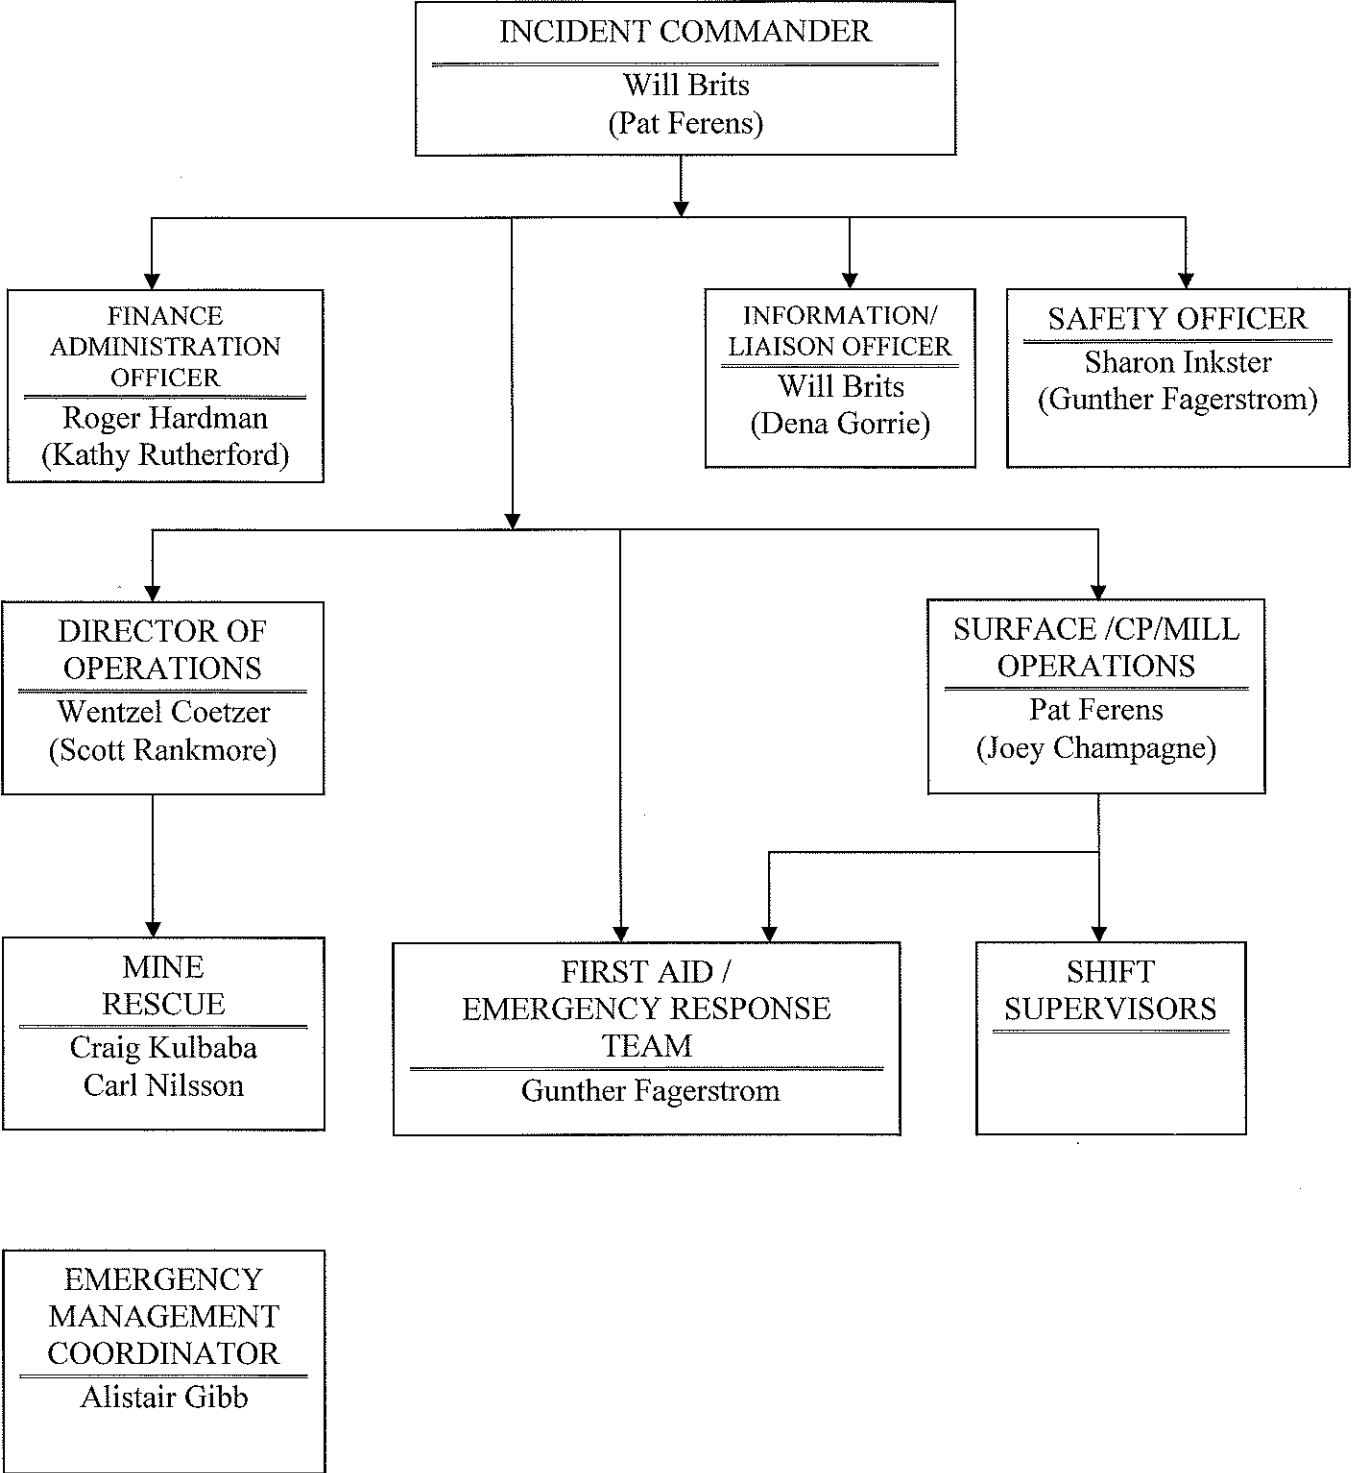 INCIDENT COMMANDER
Will Brits
(Pat Ferens)
FINANCE
ADMINISTRATION
OFFICER
Roger Hardman
(Kathy Rutherford)
INFORMATION/
LIAISON OFFICER
Will Brits
(Dena Gorrie)
SAFETY OFFICER
Sharon Inkster
(Gunther Fagerstrom)
DIRECTOR OF
OPERATIONS
Wentzel Coetzer
(Scott Rankmore)
SURFACE /CP/MILL
OPERATIONS
Pat Ferens
(Joey Champagne)
MINE
RESCUE
Craig Kulbaba
Carl Nilsson
FIRST AID /
EMERGENCY RESPONSE
TEAM
Gunther Fagerstrom
SHIFT
SUPERVISORS
EMERGENCY
MANAGEMENT
COORDINATOR
Alistair Gibb